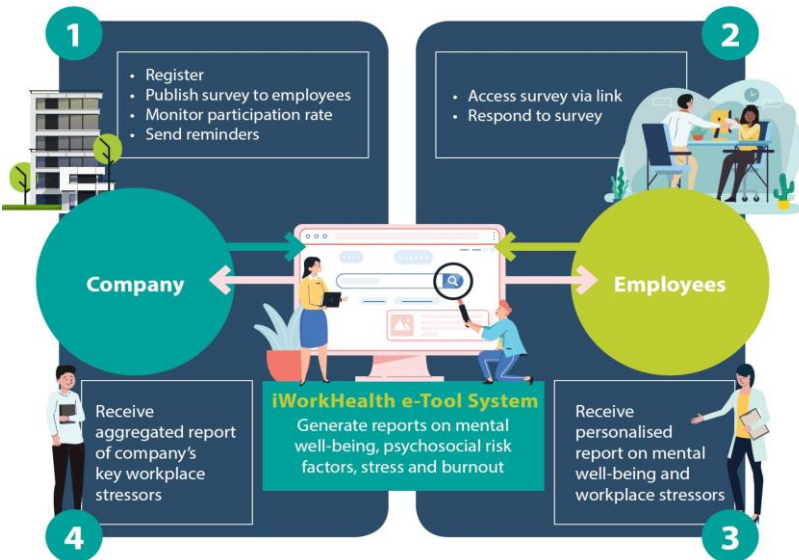 1
• Register
• Publish survey to employees
• Monitor participation rate
• Send reminders
2
• Access survey via link
• Respond to survey
Company
Employees
iWorkHealth e-Tool System
Generate reports on mental
well-being, psychosocial risk
factors, stress and burnout
Receive
personalised
report on mental
well-being and
workplace stressors
3
Receive
aggregated report
of company's
key workplace
stressors
4